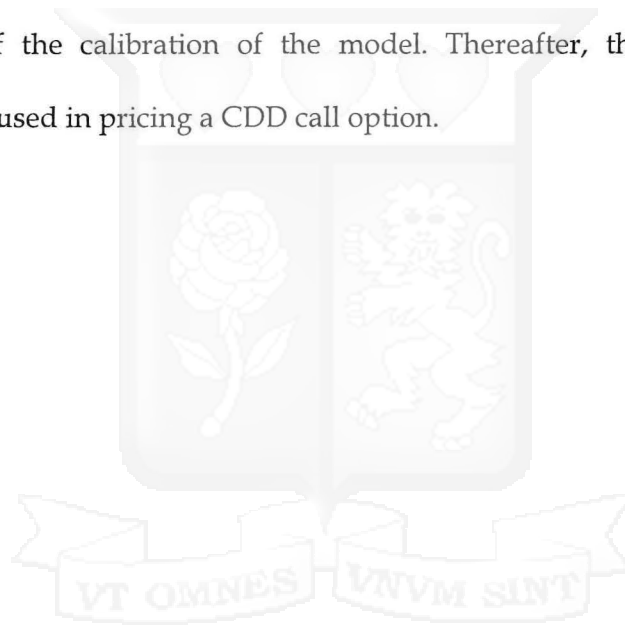 f the calibration of the model. Thereafter, th
used in pricing a CDD call option.
VT OMNES VNVM SINT